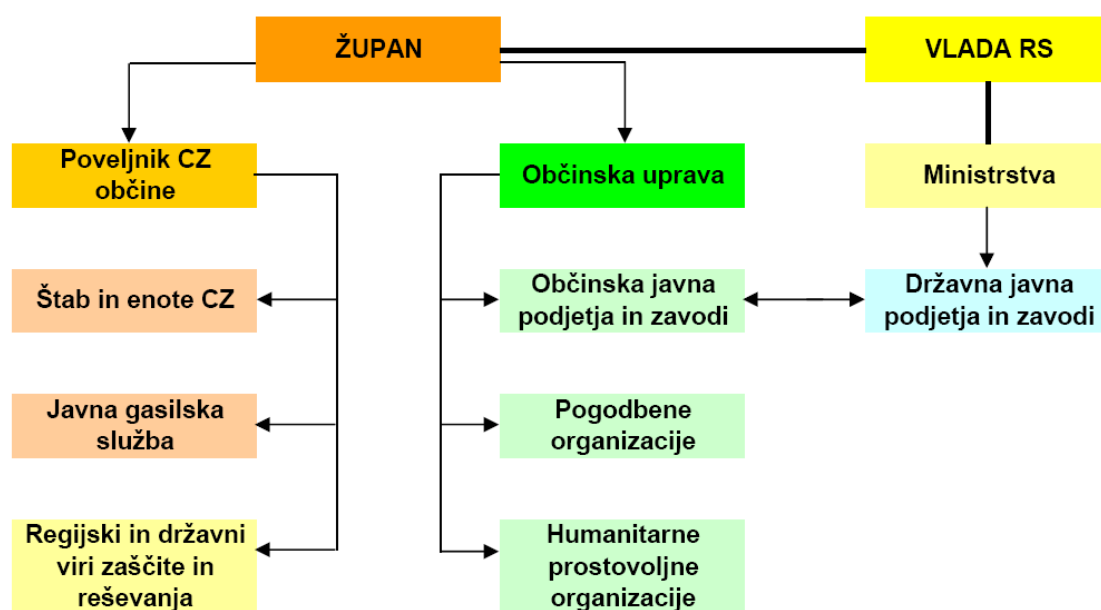 ŽUPAN
VLADA RS
Poveljnik CZ
občine
Občinska uprava
Ministrstva
Štab in enote CZ
Občinska javna
podjetja in zavodi
Državna javna
podjetja in zavodi
Javna gasilska
služba
Pogodbene
organizacije
Regijski in državni
viri zaščite in
reševanja
Humanitarne
prostovoljne
organizacije